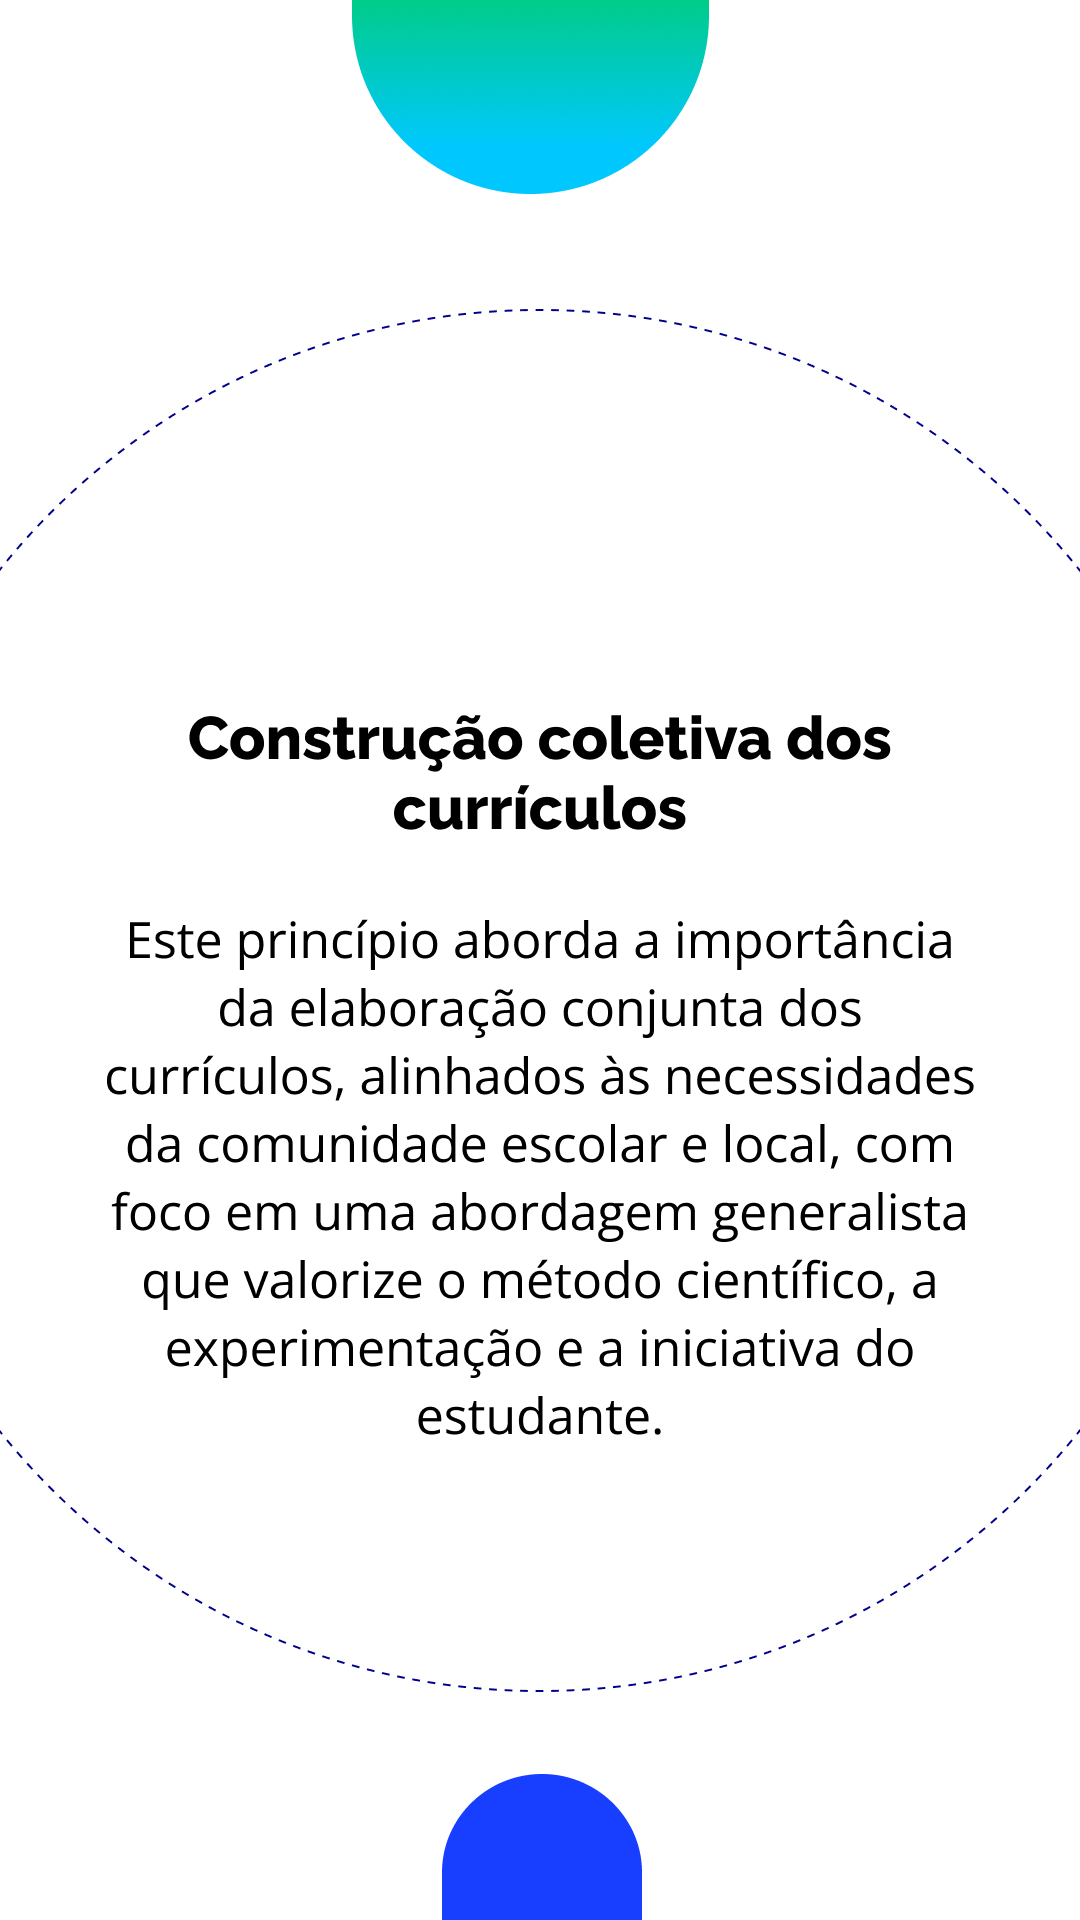 Construção coletiva dos
currículos
Este princípio aborda a importância
da elaboração conjunta dos
currículos, alinhados às necessidades
da comunidade escolar e local, com
foco em uma abordagem generalista
que valorize o método científico, a
experimentação e a iniciativa do
estudante.